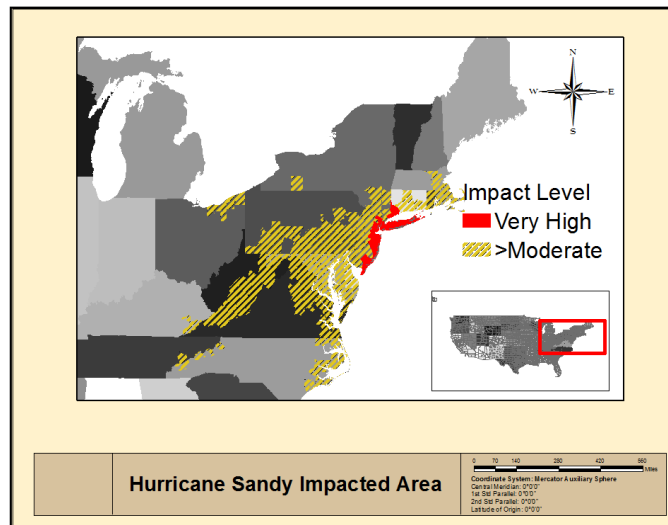 N
W
E
S
Impact Level
Very High
>Moderate
Hurricane Sandy Impacted Area
0 70 140 280 420 560
Miles
Coordinate System: Mercator Auxiliary Sphere
Central Meridian: 0°0'0"
1st Std Parallel: 0°0'0"
2nd Std Parallel: 0°0'0"
Latitude of Origin: 0°0'0"